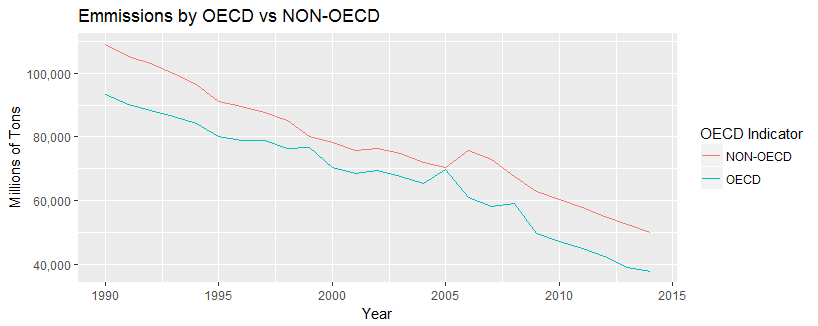 Emmissions by OECD vs NON-OECD
Millions of Tons
100,000
80,000
60,000
40,000
1990
1995
2000
2005
2010
2015
Year
OECD Indicator
NON-OECD
OECD